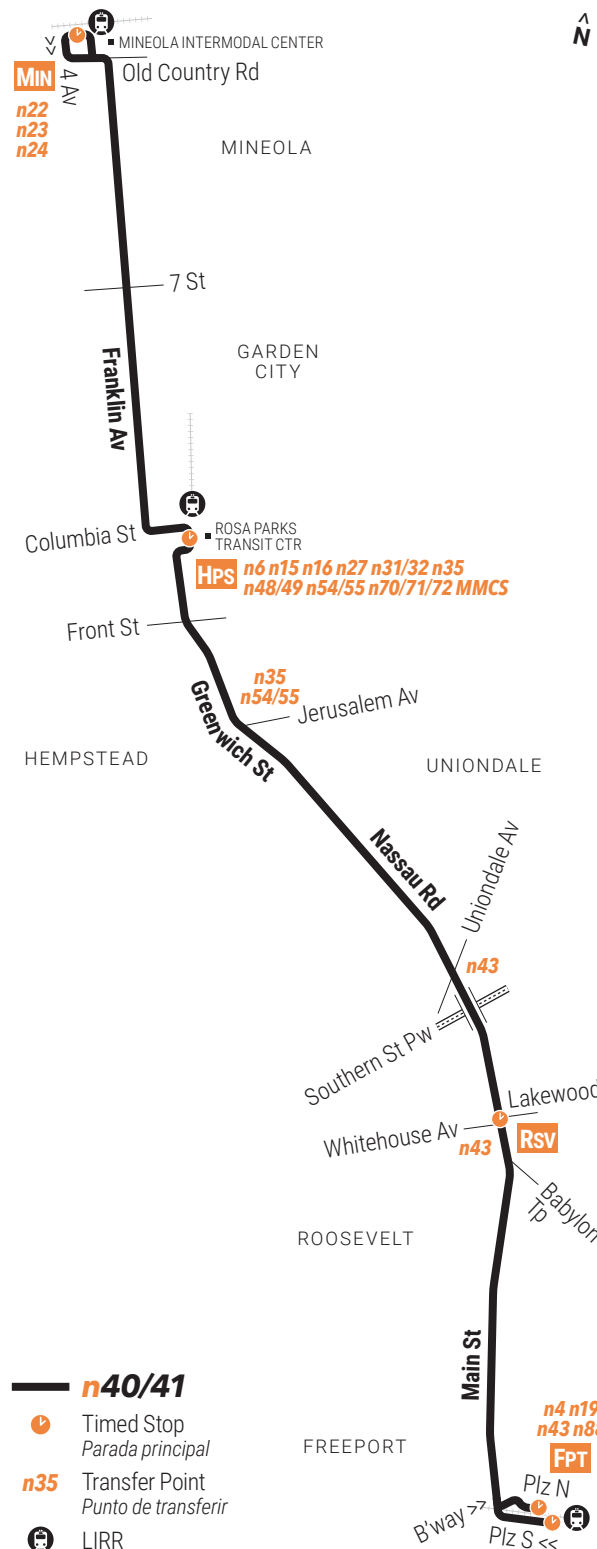 N
MINEOLA INTERMODAL CENTER
Old Country Rd
MIN
4 Av
n22
n23
n24
MINEOLA
7 St
GARDEN
CITY
Franklin Av
Columbia St
ROSA PARKS
TRANSIT CTR
HPS
n6 n15 n16 n27 n31/32 n35
n48/49 n54/55 n70/71/72 MMCS
Front St
n35
n54/55
Jerusalem Av
Greenwich St
HEMPSTEAD
UNIONDALE
Nassau Rd
Uniondale Av
n43
Southern St Pw
Lakewood
Whitehouse Av
n43
RSV
Babylon
Tp
ROOSEVELT
Main St
n40/41
Timed Stop
Parada principal
n35 Transfer Point
Punto de transferir
LIRR
FREEPORT
n4 n19
n43
FPT
Plz N
B'way >>
Plz S <<